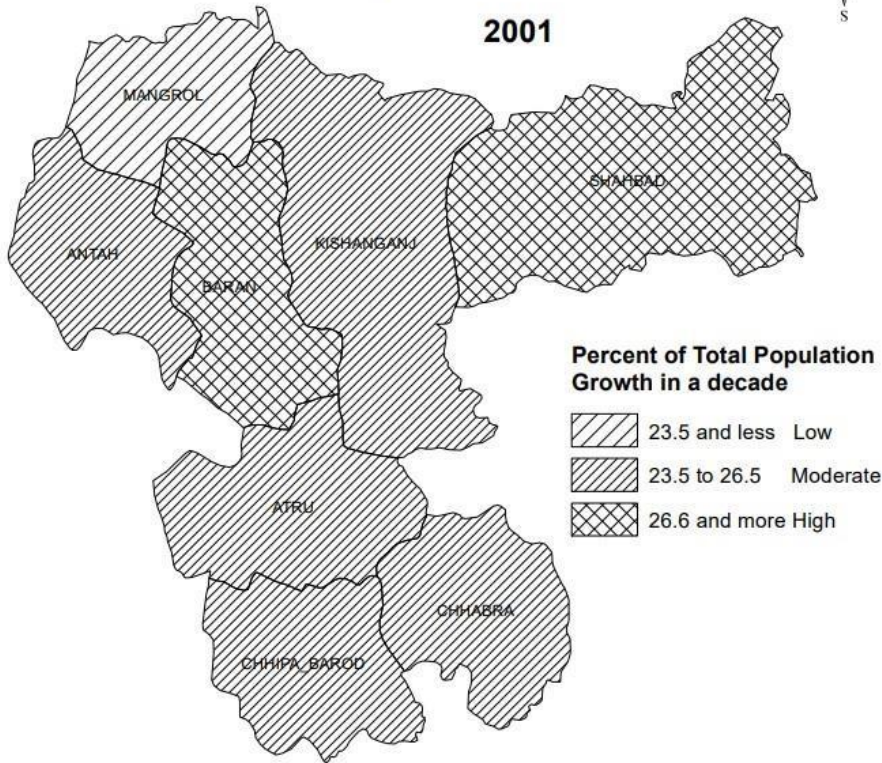 S
2001
MANGROL
SHAHBAD
ANTAH
KISHANGANJ
BARAN
Percent of Total Population
Growth in a decade
23.5 and less Low
23.5 to 26.5 Moderate
26.6 and more High
ATRU
CHHABRA
CHHIPA_BAROD